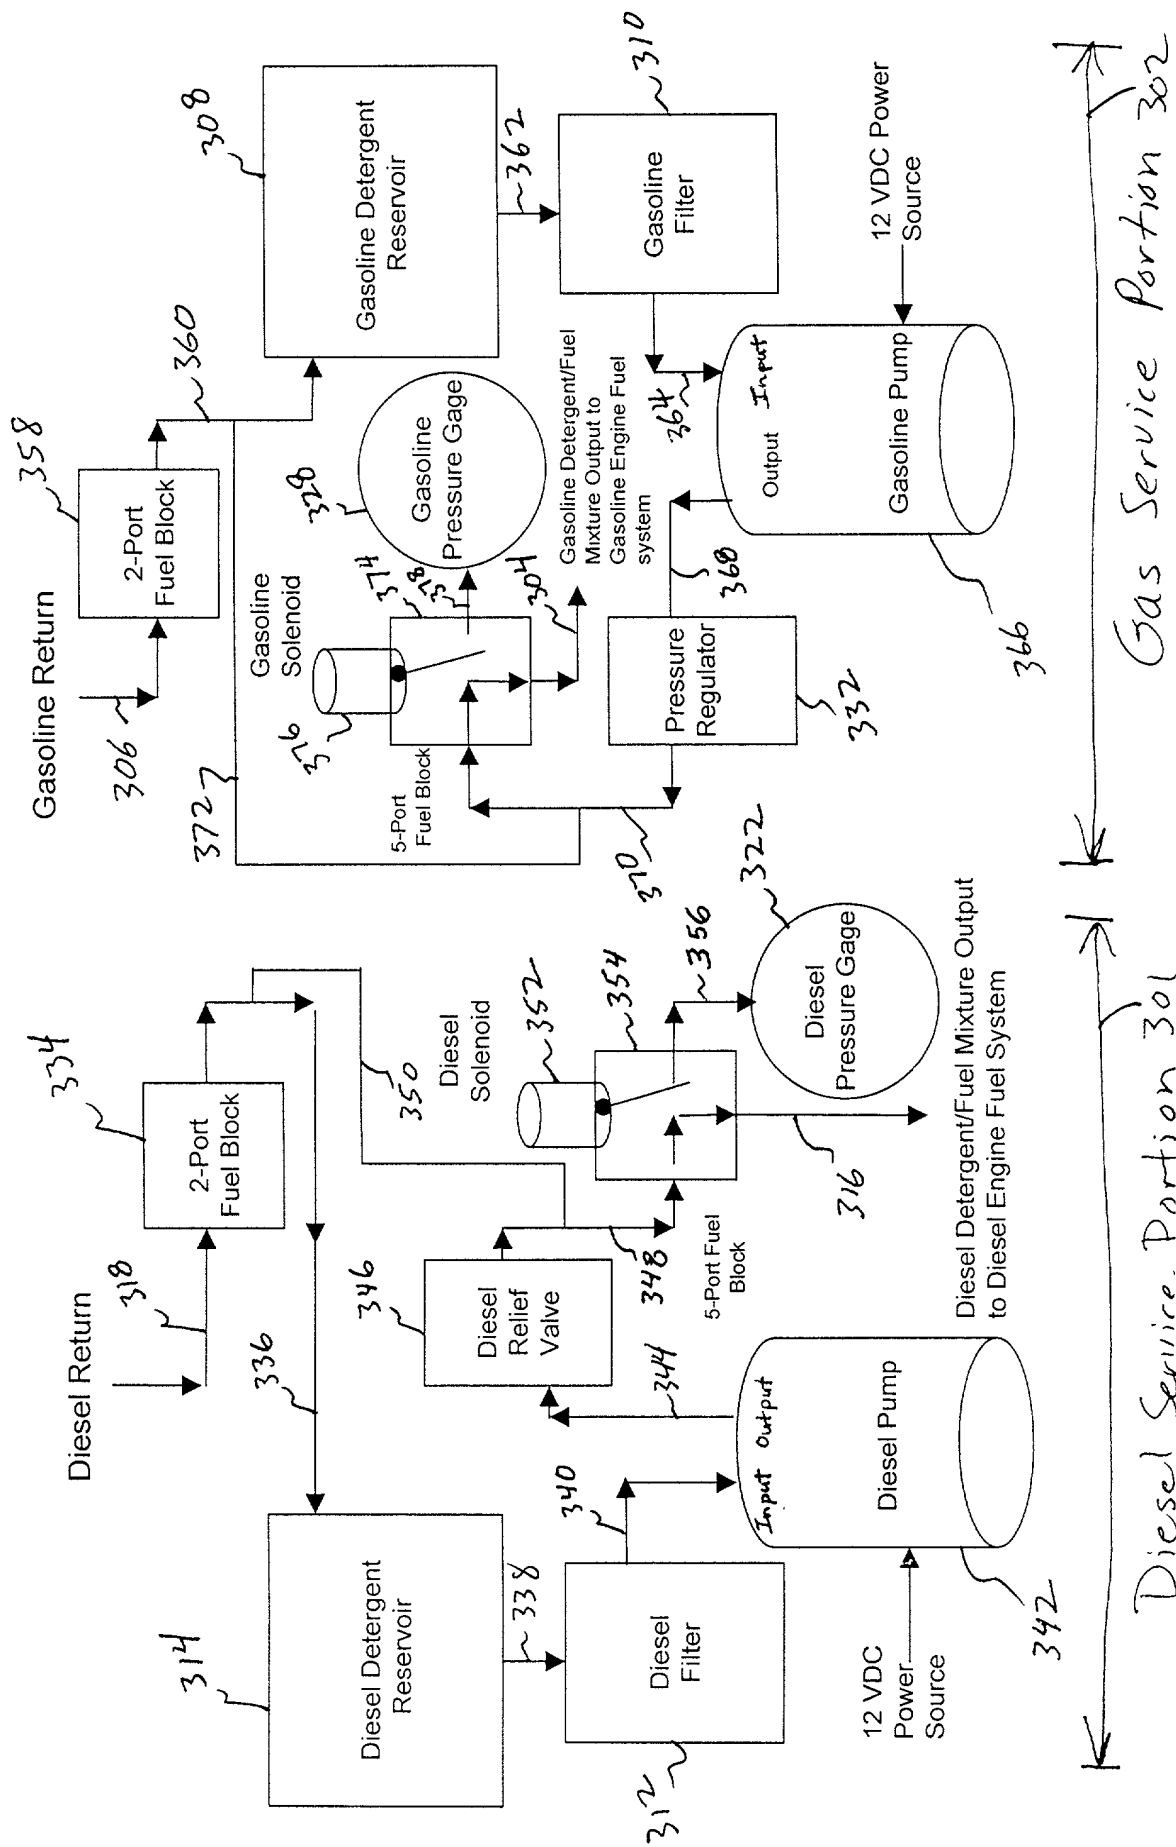 Diesel Return
318
334
2-Port
Fuel Block
336
350
314
Diesel Detergent
Reservoir
338
312
Diesel
Filter
340
346
Diesel
Relief
Valve
344
348
Diesel
Solenoid
352
354
356
5-Port Fuel
Block
316
322
Diesel
Pressure Gage
Input Output
Diesel Pump
342
12 VDC
Power
Source
Diesel Detergent/Fuel Mixture Output
to Diesel Engine Fuel System
Diesel Service Portion 301
Gasoline Return
306
358
2-Port
Fuel Block
360
372
308
Gasoline Detergent
Reservoir
362
310
Gasoline
Filter
364
Gasoline
Solenoid
376
374
378
328
Gasoline
Pressure Gage
5-Port
Fuel Block
304
Gasoline Detergent/Fuel
Mixture Output to
Gasoline Engine Fuel
system
370
Pressure
Regulator
332
368
Output Input
Gasoline Pump
366
12 VDC Power
Source
Gas Service Portion 302